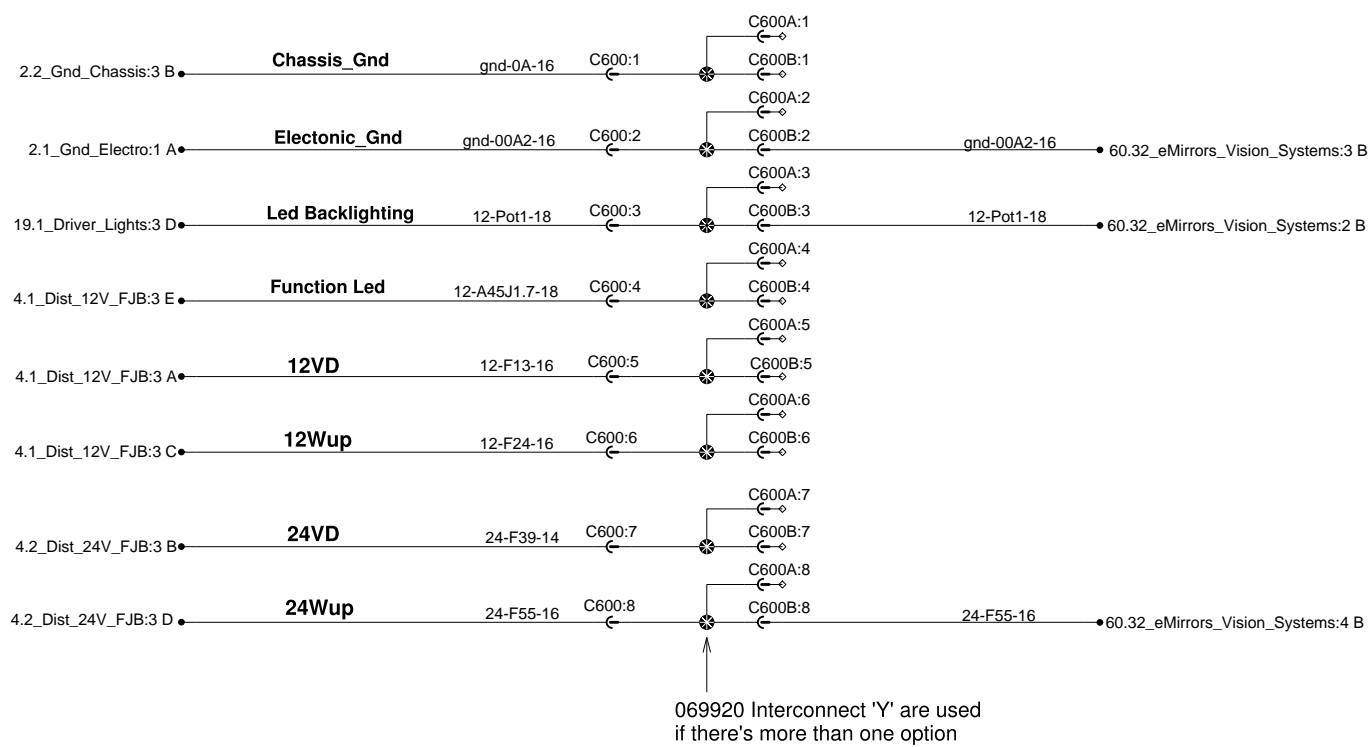 C600A:1
2.2_Gnd_Chassis:3 B Chassis_Gnd gnd-0A-16 C600:1 C600B:1
C600A:2
2.1_Gnd_Electro:1 A Electonic_Gnd gnd-00A2-16 C600:2 C600B:2 gnd-00A2-16 60.32_eMirrors_Vision_Systems:3 B
C600A:3
19.1_Driver_Lights:3 D Led Backlighting 12-Pot1-18 C600:3 C600B:3 12-Pot1-18 60.32_eMirrors_Vision_Systems:2 B
C600A:4
4.1_Dist_12V_FJB:3 E Function Led 12-A45J1.7-18 C600:4 C600B:4
C600A:5
4.1_Dist_12V_FJB:3 A 12VD 12-F13-16 C600:5 C600B:5
C600A:6
4.1_Dist_12V_FJB:3 C 12Wup 12-F24-16 C600:6 C600B:6
C600A:7
4.2_Dist_24V_FJB:3 B 24VD 24-F39-14 C600:7 C600B:7
C600A:8
4.2_Dist_24V_FJB:3 D 24Wup 24-F55-16 C600:8 C600B:8 24-F55-16 60.32_eMirrors_Vision_Systems:4 B
069920 Interconnect 'Y' are used
if there's more than one option